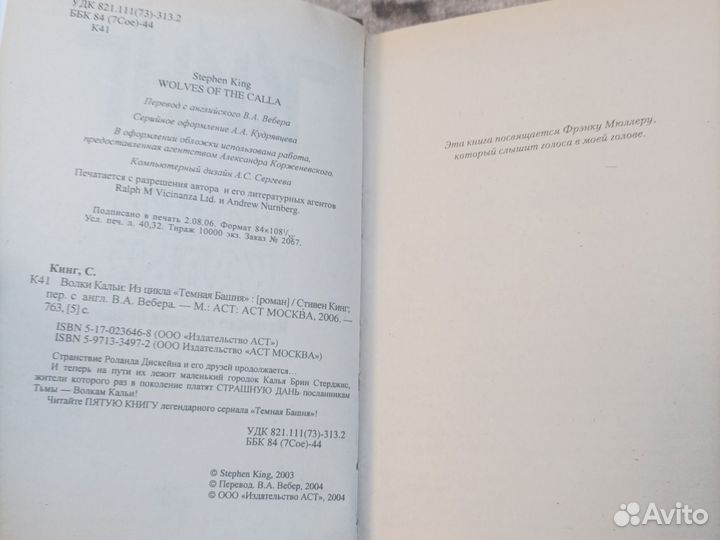 УДК 821.111(73)-313.2
ББК 84 (7Сое)-44
К41
Stephen King
WOLVES OF THE CALLA
Перевод с английского В.А. Вебера
Серийное оформление А.А. Кудрявцева
В оформлении обложки использована работа,
предоставленная агентством Александра Корженевского.
Компьютерный дизайн А.С. Сергеева
Печатается с разрешения автора и его литературных агентов
Ralph M Vicinanza Ltd. и Andrew Nurnberg.
Подписано в печать 2.08.06. Формат 84×108¹/
Усл. печ. л. 40,32. Тираж 10000 экз. Заказ № 2067.
Кинг, С.
К41 Волки Кальи: Из цикла «Темная Башня» : [роман] / Стивен Кинг;
пер. с англ. В.А. Вебера. — М.: АСТ: АСТ МОСКВА, 2006. —
763, [5] с.
ISBN 5-17-023646-8 (ООО «Издательство АСТ»)
ISBN 5-9713-3497-2 (ООО Издательство «АСТ МОСКВА»)
Странствие Роланда Дискейна и его друзей продолжается...
И теперь на пути их лежит маленький городок Калья Брин Стерджис,
жители которого раз в поколение платят СТРАШНУЮ ДАНЬ посланникам
Тьмы — Волкам Кальи!
Читайте ПЯТУЮ КНИГУ легендарного сериала «Темная Башня»!
УДК 821.111(73)-313.2
ББК 84 (7Сое)-44
© Stephen King, 2003
© Перевод. В.А. Вебер, 2004
© ООО «Издательство АСТ», 2004
Эта книга посвящается Фрэнку Мюллеру,
который слышит голоса в моей голове.
Avito